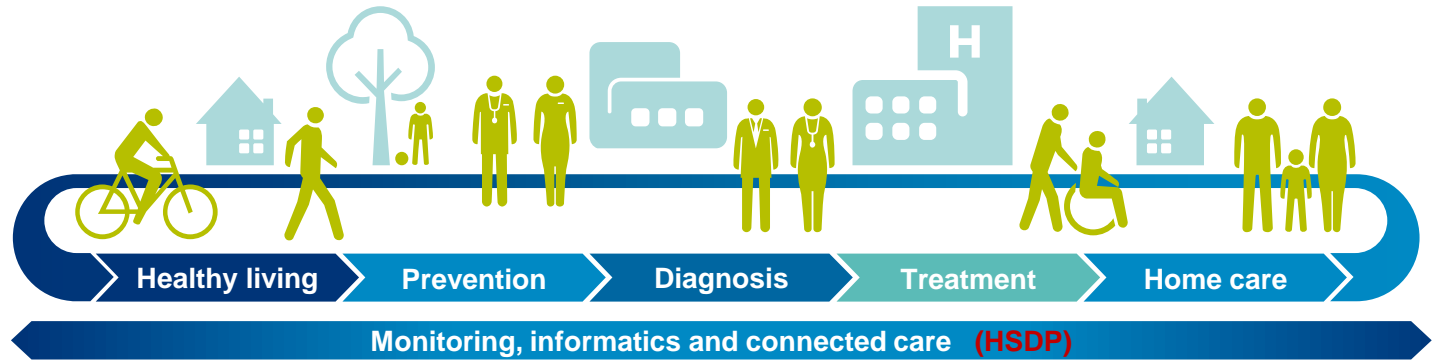 H
Healthy living
Prevention
Diagnosis
Treatment
Home care
Monitoring, informatics and connected care (HSDP)